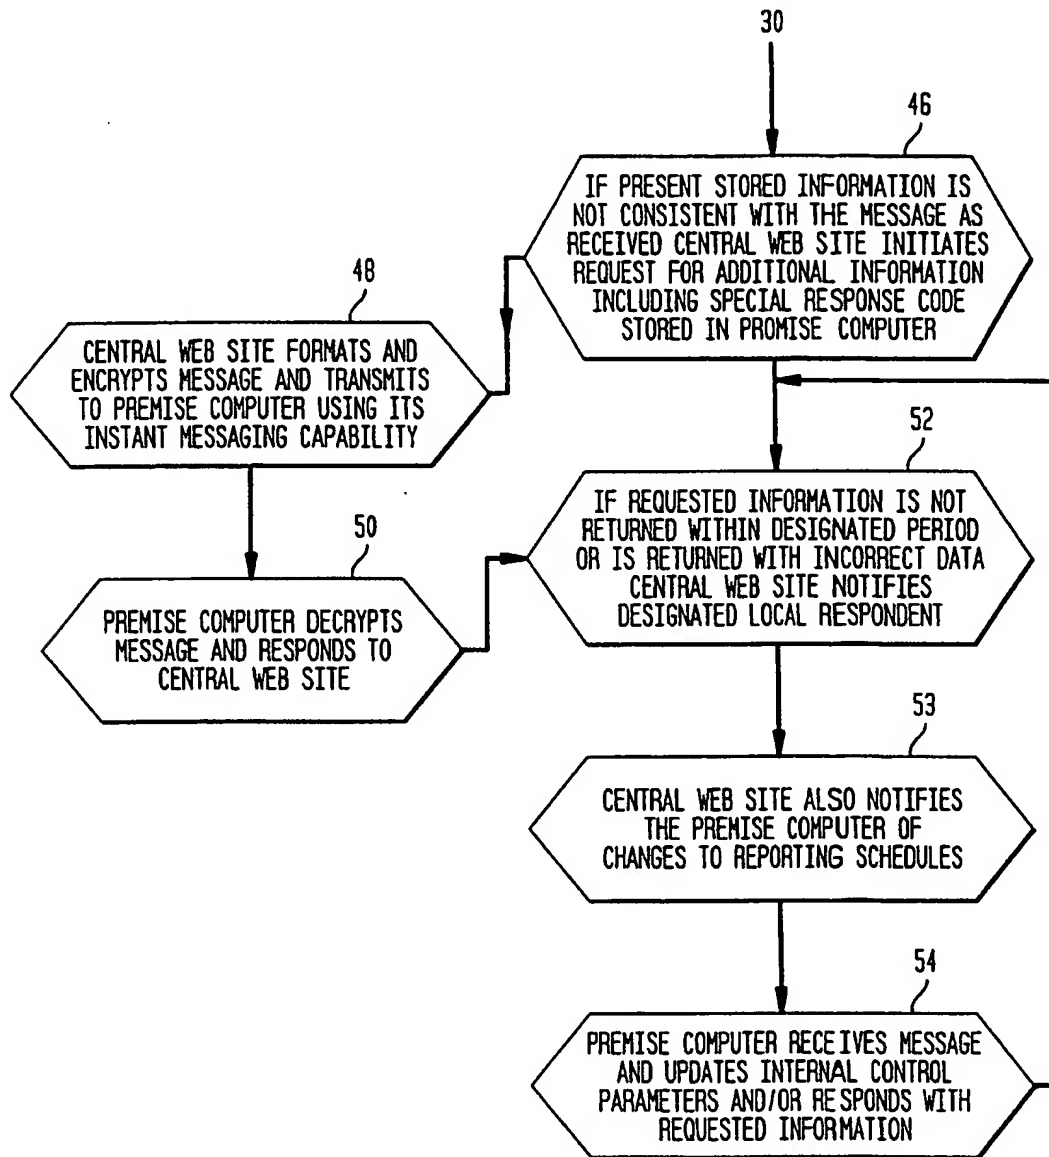 30
46
IF PRESENT STORED INFORMATION IS
NOT CONSISTENT WITH THE MESSAGE AS
RECEIVED CENTRAL WEB SITE INITIATES
REQUEST FOR ADDITIONAL INFORMATION
INCLUDING SPECIAL RESPONSE CODE
STORED IN PROMISE COMPUTER
48
CENTRAL WEB SITE FORMATS AND
ENCRYPTS MESSAGE AND TRANSMITS
TO PREMISE COMPUTER USING ITS
INSTANT MESSAGING CAPABILITY
50
PREMISE COMPUTER DECRYPTS
MESSAGE AND RESPONDS TO
CENTRAL WEB SITE
52
IF REQUESTED INFORMATION IS NOT
RETURNED WITHIN DESIGNATED PERIOD
OR IS RETURNED WITH INCORRECT DATA
CENTRAL WEB SITE NOTIFIES
DESIGNATED LOCAL RESPONDENT
53
CENTRAL WEB SITE ALSO NOTIFIES
THE PREMISE COMPUTER OF
CHANGES TO REPORTING SCHEDULES
54
PREMISE COMPUTER RECEIVES MESSAGE
AND UPDATES INTERNAL CONTROL
PARAMETERS AND/OR RESPONDS WITH
REQUESTED INFORMATION